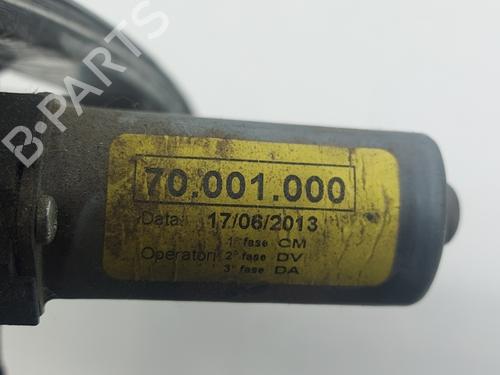 B-PARTS
70.001.000
Data: 17/06/2013
1° fase CM
Operatori 2° fase DV
3° fase DA